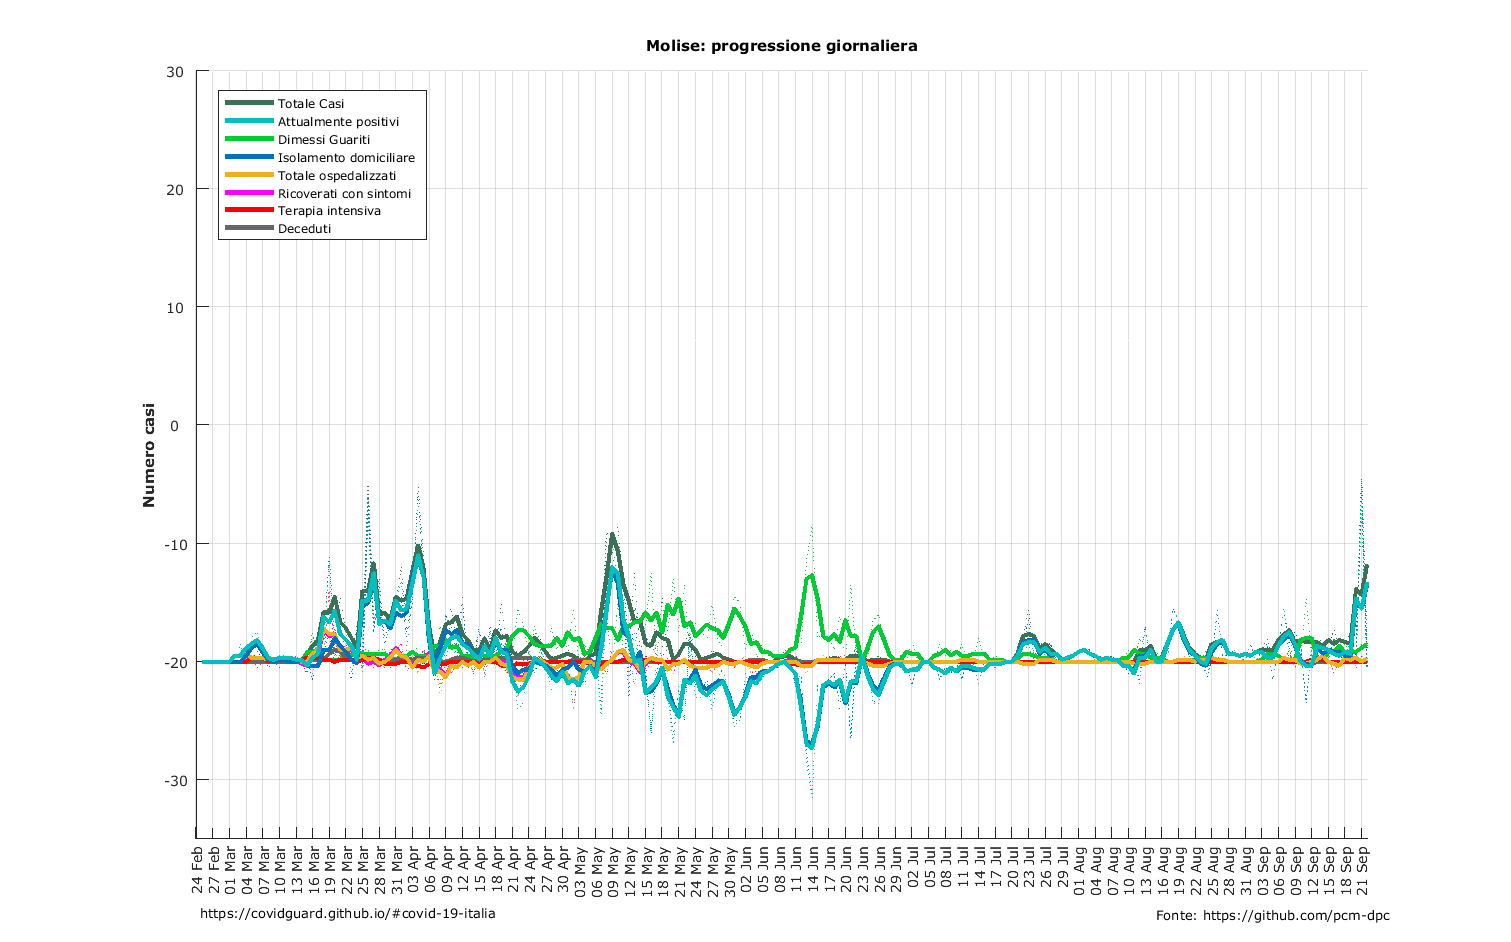 Molise: progressione giornaliera
30
20
10
0
-10
-20
-30
Numero casi
Totale Casi
Attualmente positivi
Dimessi Guariti
Isolamento domiciliare
Totale ospedalizzati
Ricoverati con sintomi
Terapia intensiva
Deceduti
24 Feb
27 Feb
01 Mar
04 Mar
07 Mar
10 Mar
13 Mar
16 Mar
19 Mar
22 Mar
25 Mar
28 Mar
31 Mar
03 Apr
06 Apr
09 Apr
12 Apr
15 Apr
18 Apr
21 Apr
24 Apr
27 Apr
30 Apr
03 May
06 May
09 May
12 May
15 May
18 May
21 May
24 May
27 May
30 May
02 Jun
05 Jun
08 Jun
11 Jun
14 Jun
17 Jun
20 Jun
23 Jun
26 Jun
29 Jun
02 Jul
05 Jul
08 Jul
11 Jul
14 Jul
17 Jul
20 Jul
23 Jul
26 Jul
29 Jul
01 Aug
04 Aug
07 Aug
10 Aug
13 Aug
16 Aug
19 Aug
22 Aug
25 Aug
28 Aug
31 Aug
03 Sep
06 Sep
09 Sep
12 Sep
15 Sep
18 Sep
21 Sep
https://covidguard.github.io/#covid-19-italia
Fonte: https://github.com/pcm-dpc